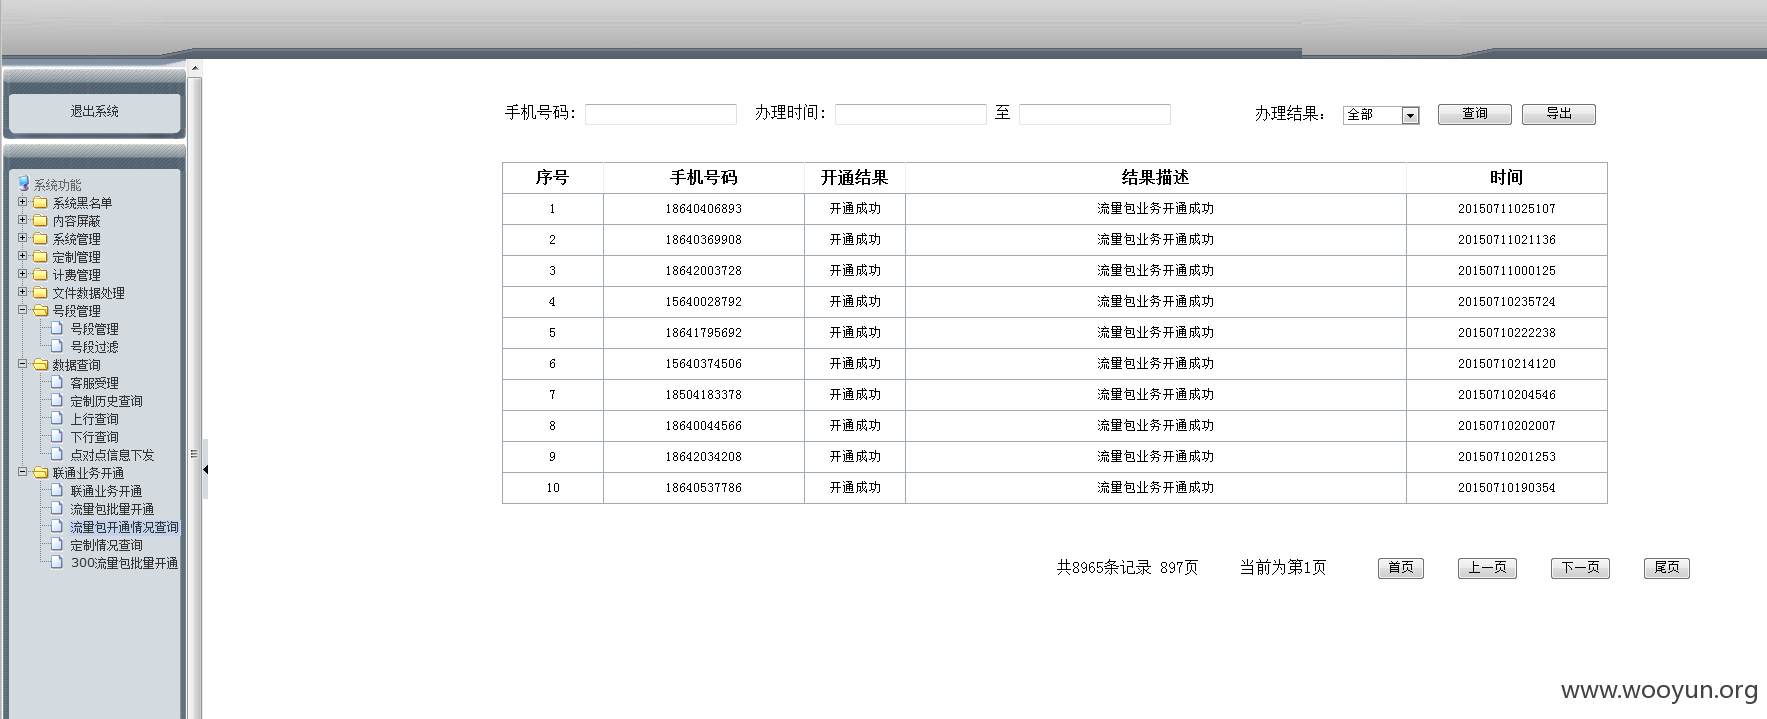 退出系统
系统功能
系统黑名单
内容屏蔽
系统管理
定制管理
计费管理
文件数据处理
号段管理
号段管理
号段过滤
数据查询
客服受理
定制历史查询
上行查询
下行查询
点对点信息下发
联通业务开通
联通业务开通
流量包批量开通
流量包开通情况查询
定制情况查询
300流量包批量开通
手机号码: 办理时间: 至 办理结果: 全部 查询 导出
序号 手机号码 开通结果 结果描述 时间
1 18640406893 开通成功 流量包业务开通成功 20150711025107
2 18640369908 开通成功 流量包业务开通成功 20150711021136
3 18642003728 开通成功 流量包业务开通成功 20150711000125
4 15640028792 开通成功 流量包业务开通成功 20150710235724
5 18641795692 开通成功 流量包业务开通成功 20150710222238
6 15640374506 开通成功 流量包业务开通成功 20150710214120
7 18504183378 开通成功 流量包业务开通成功 20150710204546
8 18640044566 开通成功 流量包业务开通成功 20150710202007
9 18642034208 开通成功 流量包业务开通成功 20150710201253
10 18640537786 开通成功 流量包业务开通成功 20150710190354
共8965条记录 897页 当前为第1页 首页 上一页 下一页 尾页
www.wooyun.org